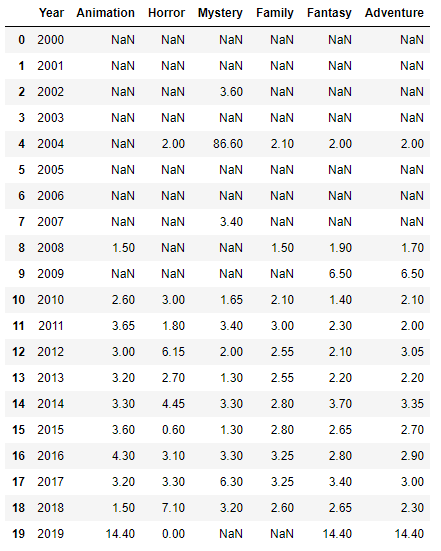 Year Animation Horror Mystery Family Fantasy Adventure
0 2000 NaN NaN NaN NaN NaN NaN
1 2001 NaN NaN NaN NaN NaN NaN
2 2002 NaN NaN 3.60 NaN NaN NaN
3 2003 NaN NaN NaN NaN NaN NaN
4 2004 NaN 2.00 86.60 2.10 2.00 2.00
5 2005 NaN NaN NaN NaN NaN NaN
6 2006 NaN NaN NaN NaN NaN NaN
7 2007 NaN NaN 3.40 NaN NaN NaN
8 2008 1.50 NaN NaN 1.50 1.90 1.70
9 2009 NaN NaN NaN NaN 6.50 6.50
10 2010 2.60 3.00 1.65 2.10 1.40 2.10
11 2011 3.65 1.80 3.40 3.00 2.30 2.00
12 2012 3.00 6.15 2.00 2.55 2.10 3.05
13 2013 3.20 2.70 1.30 2.55 2.20 2.20
14 2014 3.30 4.45 3.30 2.80 3.70 3.35
15 2015 3.60 0.60 1.30 2.80 2.65 2.70
16 2016 4.30 3.10 3.30 3.25 2.80 2.90
17 2017 3.20 3.30 6.30 3.25 3.40 3.00
18 2018 1.50 7.10 3.20 2.60 2.65 2.30
19 2019 14.40 0.00 NaN NaN 14.40 14.40